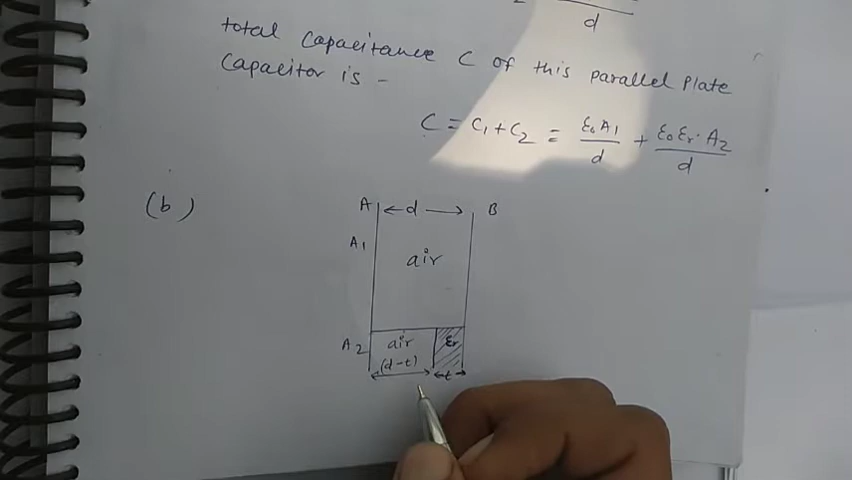 d
total Capacitance C of this parallel Plate
Capacitor is -
C = C₁ + C₂ = ε₀A₁/d + ε₀εᵣ·A₂/d
(b)
A ← d → B
A₁
air
A₂ air εᵣ
(d-t)
t